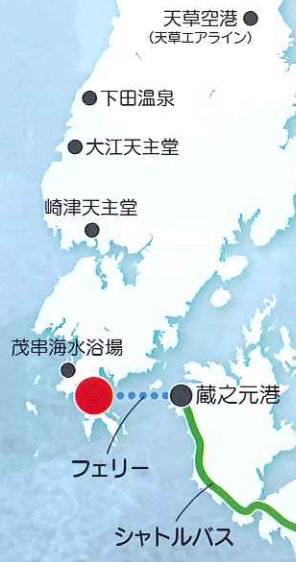 天草空港
(天草エアライン)
下田温泉
大江天主堂
崎津天主堂
茂串海水浴場
蔵之元港
フェリー
シャトルバス